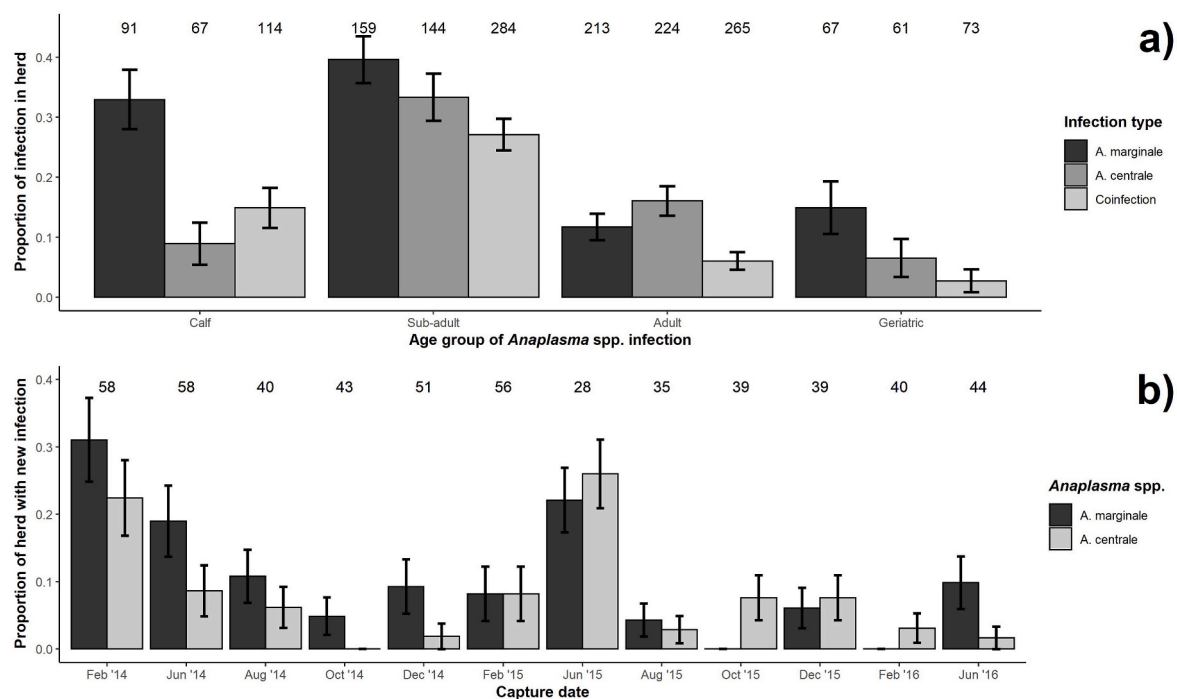 91 67 114 159 144 284 213 224 265 67 61 73
a)
Proportion of infection in herd
0.4
0.3
0.2
0.1
0.0
Calf Sub-adult Adult Geriatric
Age group of Anaplasma spp. infection
Infection type
A. marginale
A. centrale
Coinfection
58 58 40 43 51 56 28 35 39 39 40 44
b)
Proportion of herd with new infection
0.4
0.3
0.2
0.1
0.0
Feb '14 Jun '14 Aug '14 Oct '14 Dec '14 Feb '15 Jun '15 Aug '15 Oct '15 Dec '15 Feb '16 Jun '16
Capture date
Anaplasma spp.
A. marginale
A. centrale